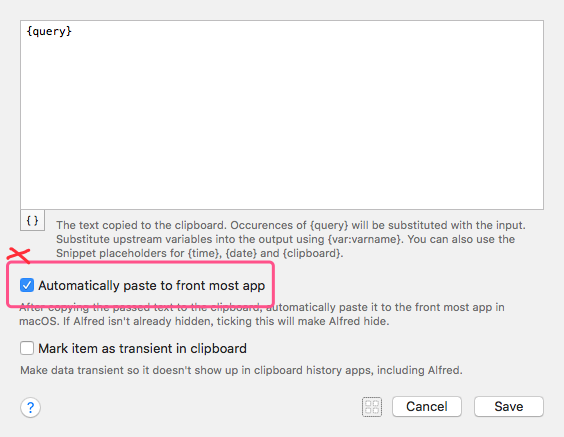 {query}
{}
The text copied to the clipboard. Occurences of {query} will be substituted with the input.
Substitute upstream variables into the output using {var:varname}. You can also use the
Snippet placeholders for {time}, {date} and {clipboard}.
Automatically paste to front most app
After copying the passed text to the clipboard, automatically paste it to the front most app in
macOS. If Alfred isn't already hidden, ticking this will make Alfred hide.
Mark item as transient in clipboard
Make data transient so it doesn't show up in clipboard history apps, including Alfred.
? Cancel Save